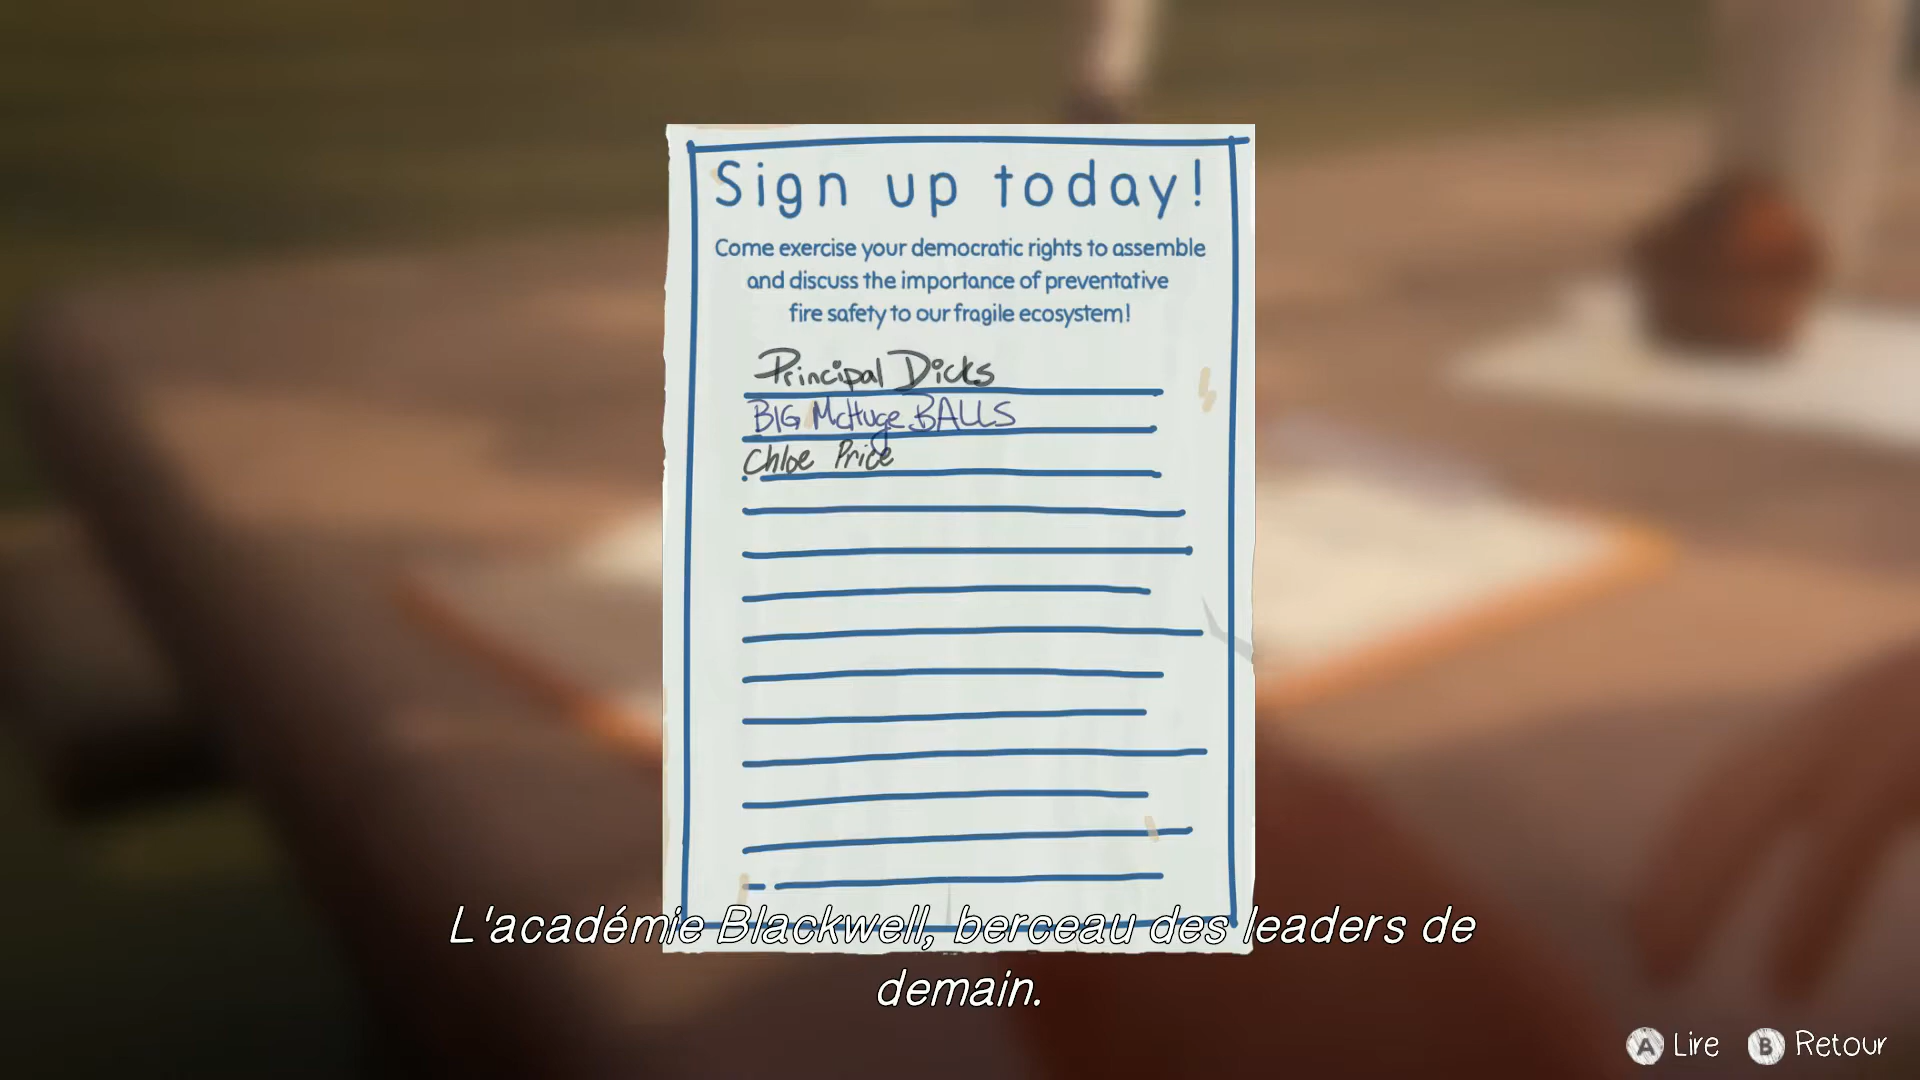 Sign up today!
Come exercise your democratic rights to assemble
and discuss the importance of preventative
fire safety to our fragile ecosystem!
Principal Dicks
BIG McHuge BALLS
Chloe Price
L'académie Blackwell, berceau des leaders de
demain.
A Lire B Retour